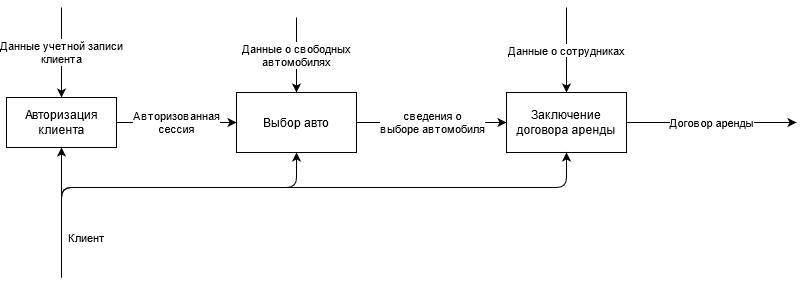 Данные учетной записи
клиента
Данные о свободных
автомобилях
Данные о сотрудниках
Авторизация
клиента
Авторизованная
сессия
Выбор авто
сведения о
выборе автомобиля
Заключение
договора аренды
Договор аренды
Клиент